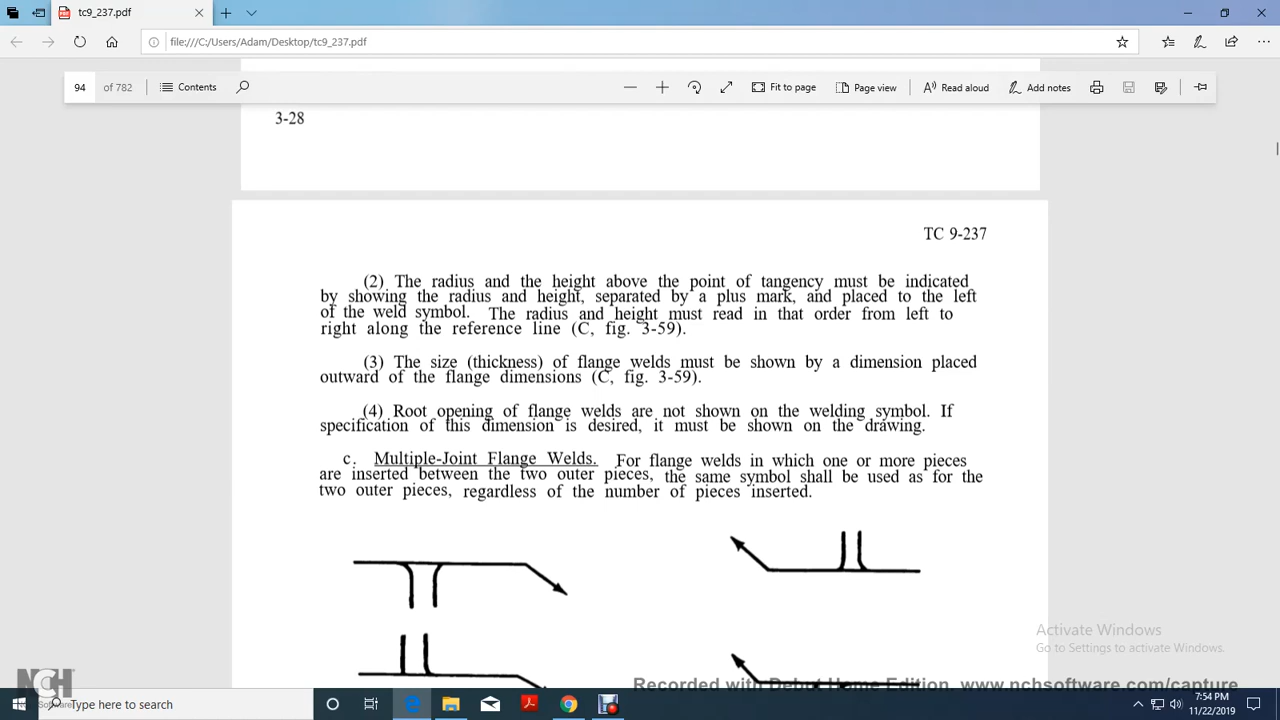 tc9_237.pdf
file:///C:/Users/Adam/Desktop/tc9_237.pdf
94 of 782 Contents Fit to page Page view Read aloud Add notes
3-28
TC 9-237
(2) The radius and the height above the point of tangency must be indicated
by showing the radius and height, separated by a plus mark, and placed to the left
of the weld symbol. The radius and height must read in that order from left to
right along the reference line (C, fig. 3-59).
(3) The size (thickness) of flange welds must be shown by a dimension placed
outward of the flange dimensions (C, fig. 3-59).
(4) Root opening of flange welds are not shown on the welding symbol. If
specification of this dimension is desired, it must be shown on the drawing.
c. Multiple-Joint Flange Welds. For flange welds in which one or more pieces
are inserted between the two outer pieces, the same symbol shall be used as for the
two outer pieces, regardless of the number of pieces inserted.
Activate Windows
Go to Settings to activate Windows.
NCH
Software
Recorded with Debut Home Edition. www.nchsoftware.com/capture
Type here to search
7:54 PM
11/22/2019